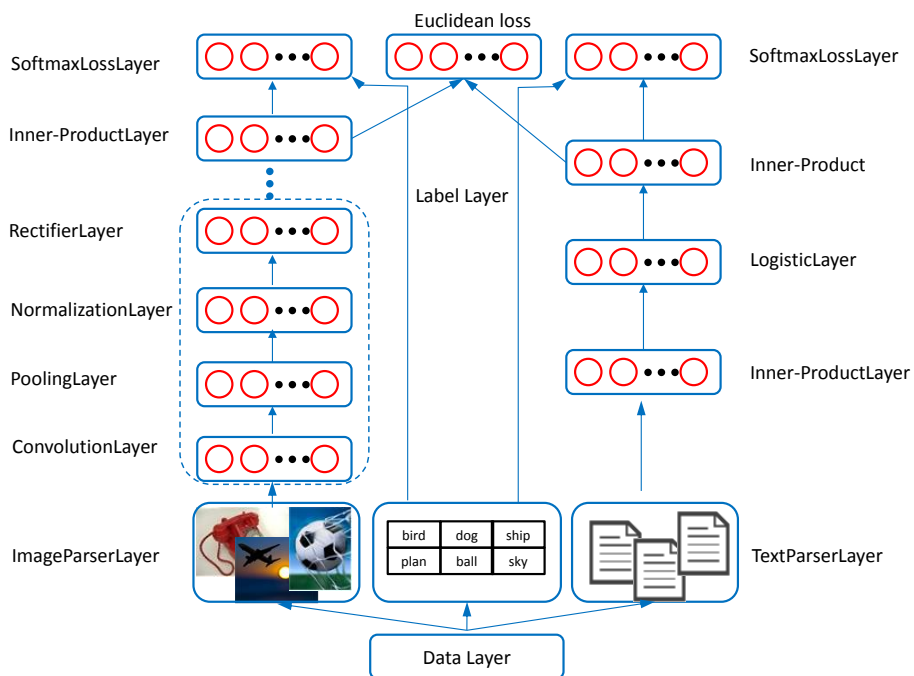 Euclidean loss
SoftmaxLossLayer
SoftmaxLossLayer
Inner-ProductLayer
Inner-Product
Label Layer
RectifierLayer
LogisticLayer
NormalizationLayer
PoolingLayer
Inner-ProductLayer
ConvolutionLayer
ImageParserLayer
bird dog ship
plan ball sky
TextParserLayer
Data Layer